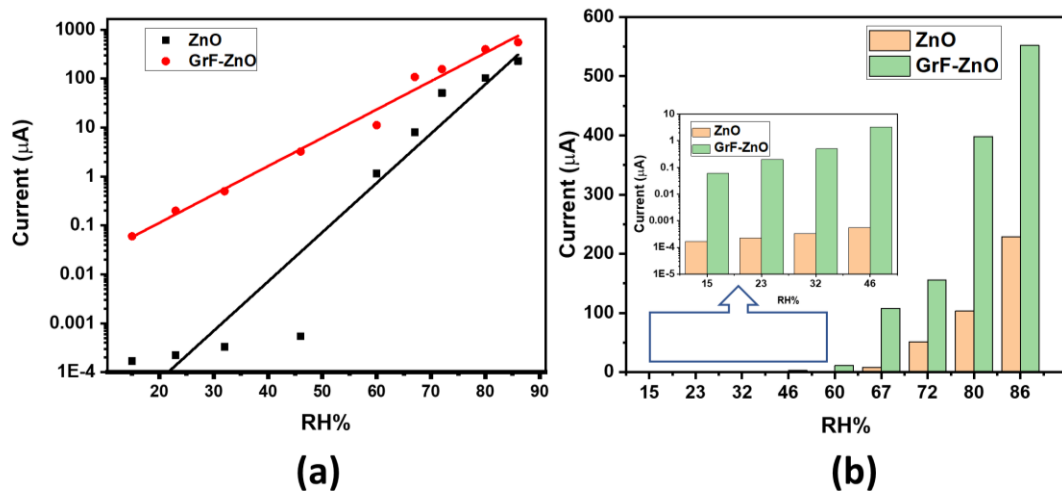 ZnO
GrF-ZnO
Current (µA)
1000
100
10
1
0.1
0.01
0.001
1E-4
20 30 40 50 60 70 80 90
RH%
(a)
ZnO
GrF-ZnO
Current (µA)
600
500
400
300
200
100
0
15 23 32 46 60 67 72 80 86
RH%
ZnO
GrF-ZnO
Current (µA)
10
1
0.1
0.001
1E-4
1E-5
15 23 32 46
RH%
(b)